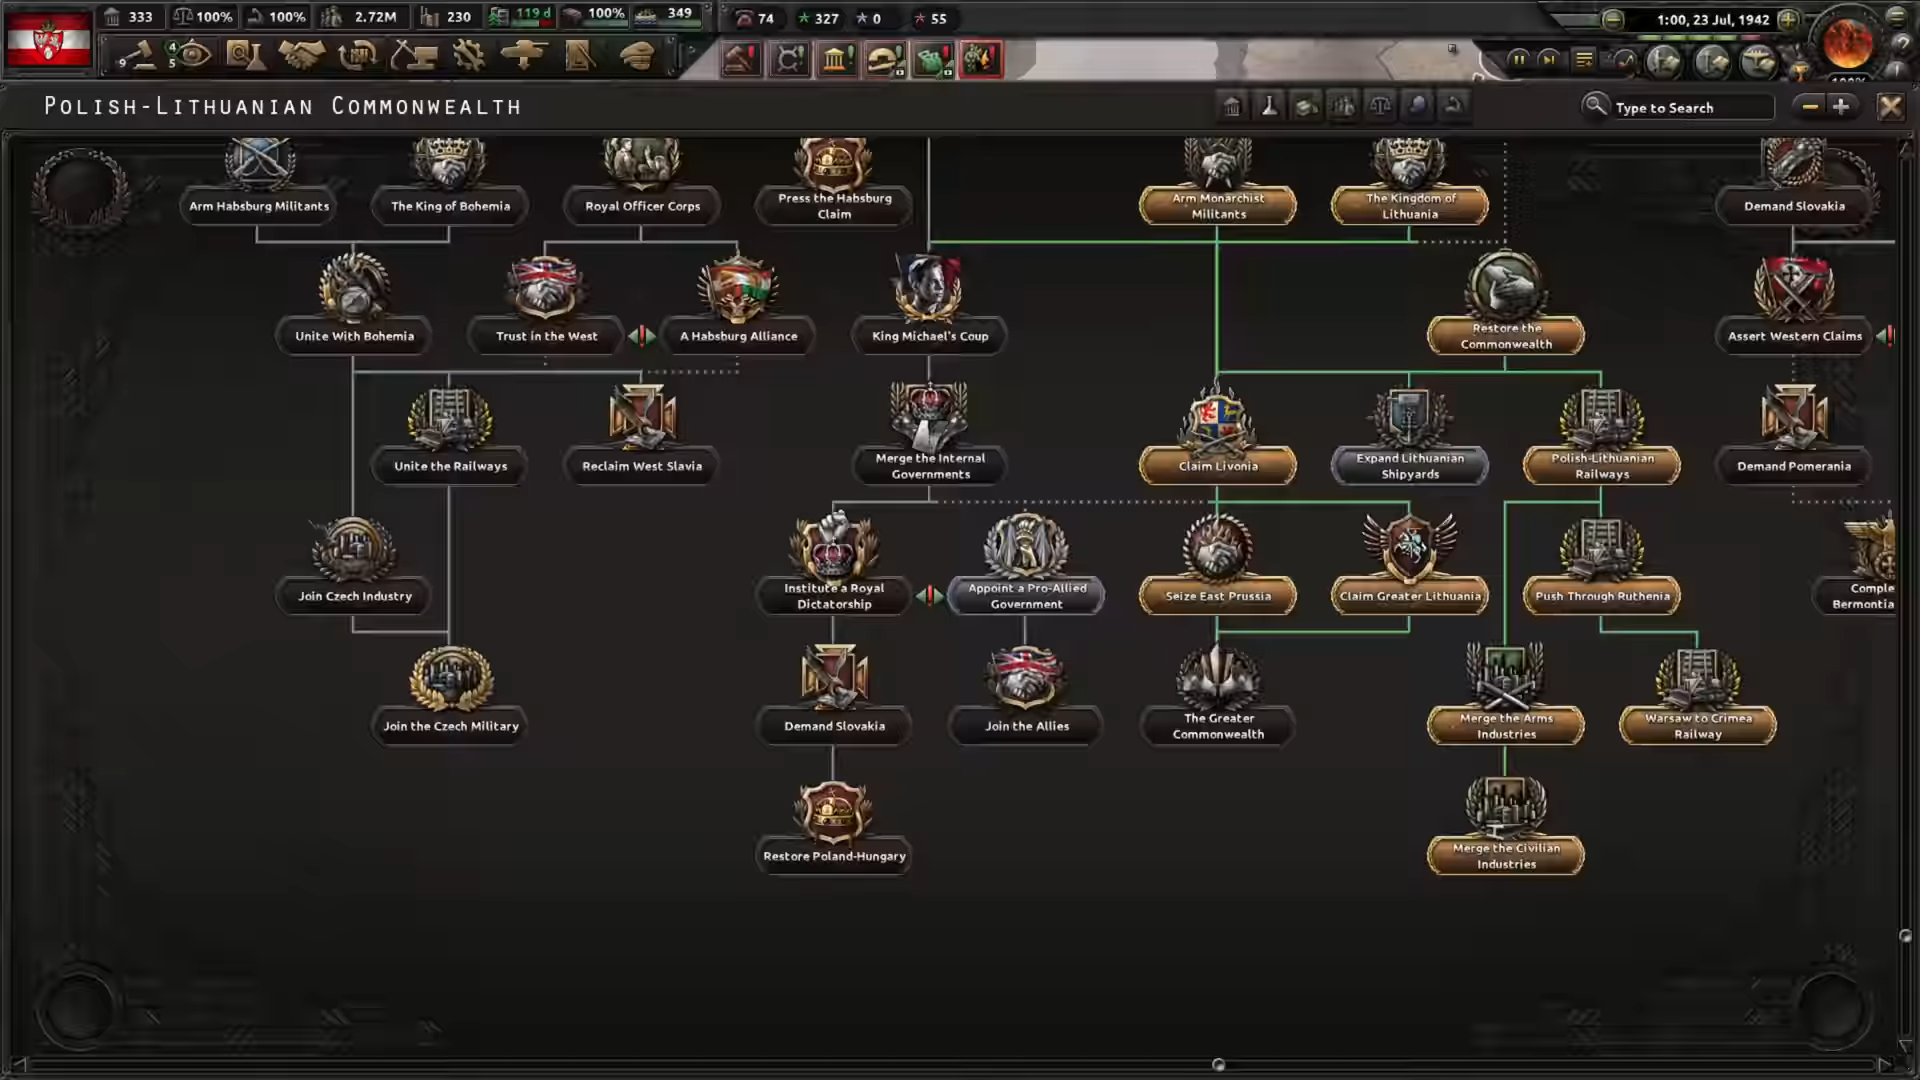 333
100%
100%
2.72M
230
119 d
100%
349
74
327
0
55
1:00, 23 Jul, 1942
9
4
5
Polish-Lithuanian Commonwealth
Type to Search
Arm Habsburg Militants
The King of Bohemia
Royal Officer Corps
Press the Habsburg
Claim
Arm Monarchist
Militants
The Kingdom of
Lithuania
Demand Slovakia
Unite With Bohemia
Trust in the West
A Habsburg Alliance
King Michael's Coup
Restore the
Commonwealth
Assert Western Claims
Unite the Railways
Reclaim West Slavia
Merge the Internal
Governments
Claim Livonia
Expand Lithuanian
Shipyards
Polish-Lithuanian
Railways
Demand Pomerania
Join Czech Industry
Institute a Royal
Dictatorship
Appoint a Pro-Allied
Government
Seize East Prussia
Claim Greater Lithuania
Push Through Ruthenia
Comple
Bermontia
Join the Czech Military
Demand Slovakia
Join the Allies
The Greater
Commonwealth
Merge the Arms
Industries
Warsaw to Crimea
Railway
Restore Poland-Hungary
Merge the Civilian
Industries